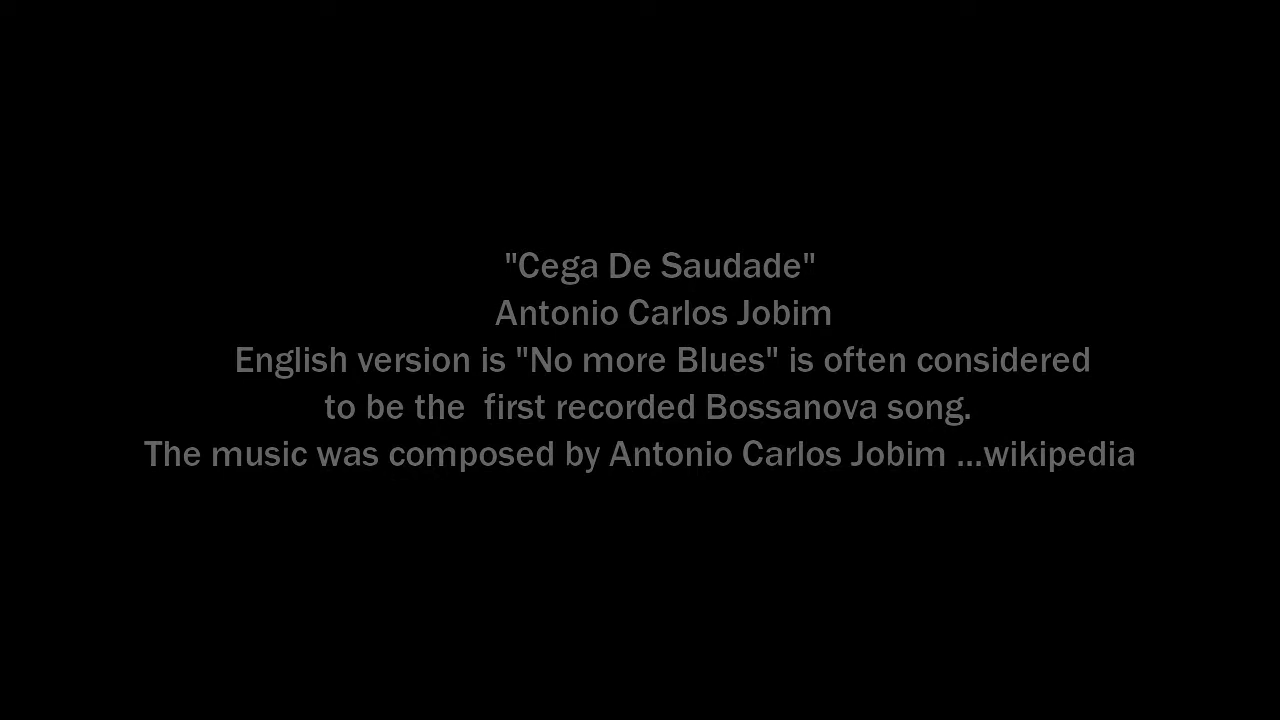 "Cega De Saudade"
Antonio Carlos Jobim
English version is "No more Blues" is often considered
to be the  first recorded Bossanova song.
The music was composed by Antonio Carlos Jobim ...wikipedia